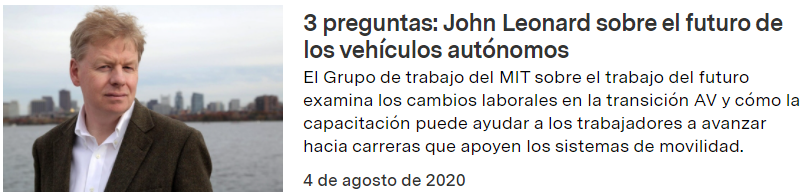 3 preguntas: John Leonard sobre el futuro de
los vehículos autónomos
El Grupo de trabajo del MIT sobre el trabajo del futuro
examina los cambios laborales en la transición AV y cómo la
capacitación puede ayudar a los trabajadores a avanzar
hacia carreras que apoyen los sistemas de movilidad.
4 de agosto de 2020